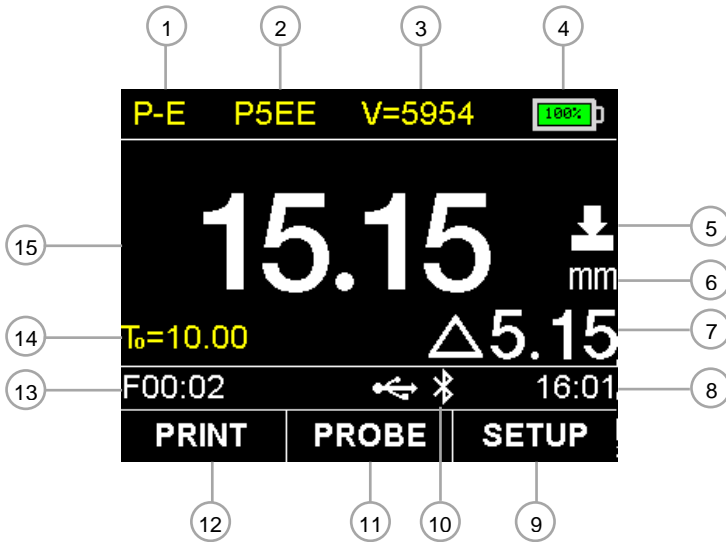 1 2 3 4
P-E P5EE V=5954 100%
15.15
mm
T₀=10.00 △5.15
F00:02 16:01
PRINT PROBE SETUP
5
6
7
8
15
14
13
12 11 10 9